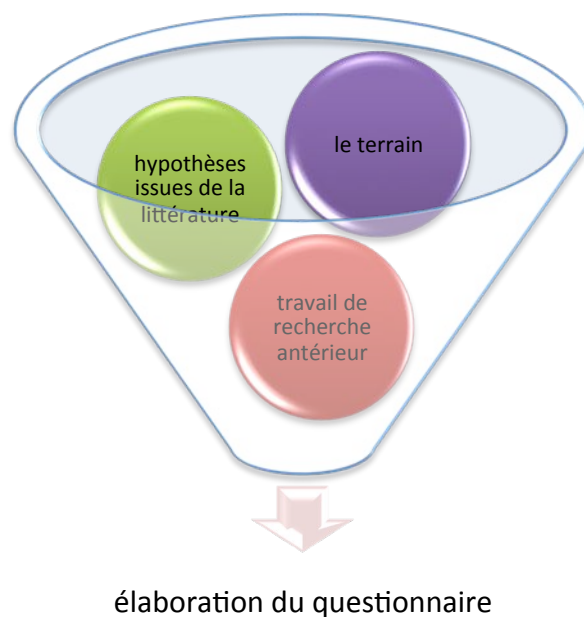 le terrain
hypothèses
issues de la
littérature
travail de
recherche
antérieur
élaboration du questionnaire